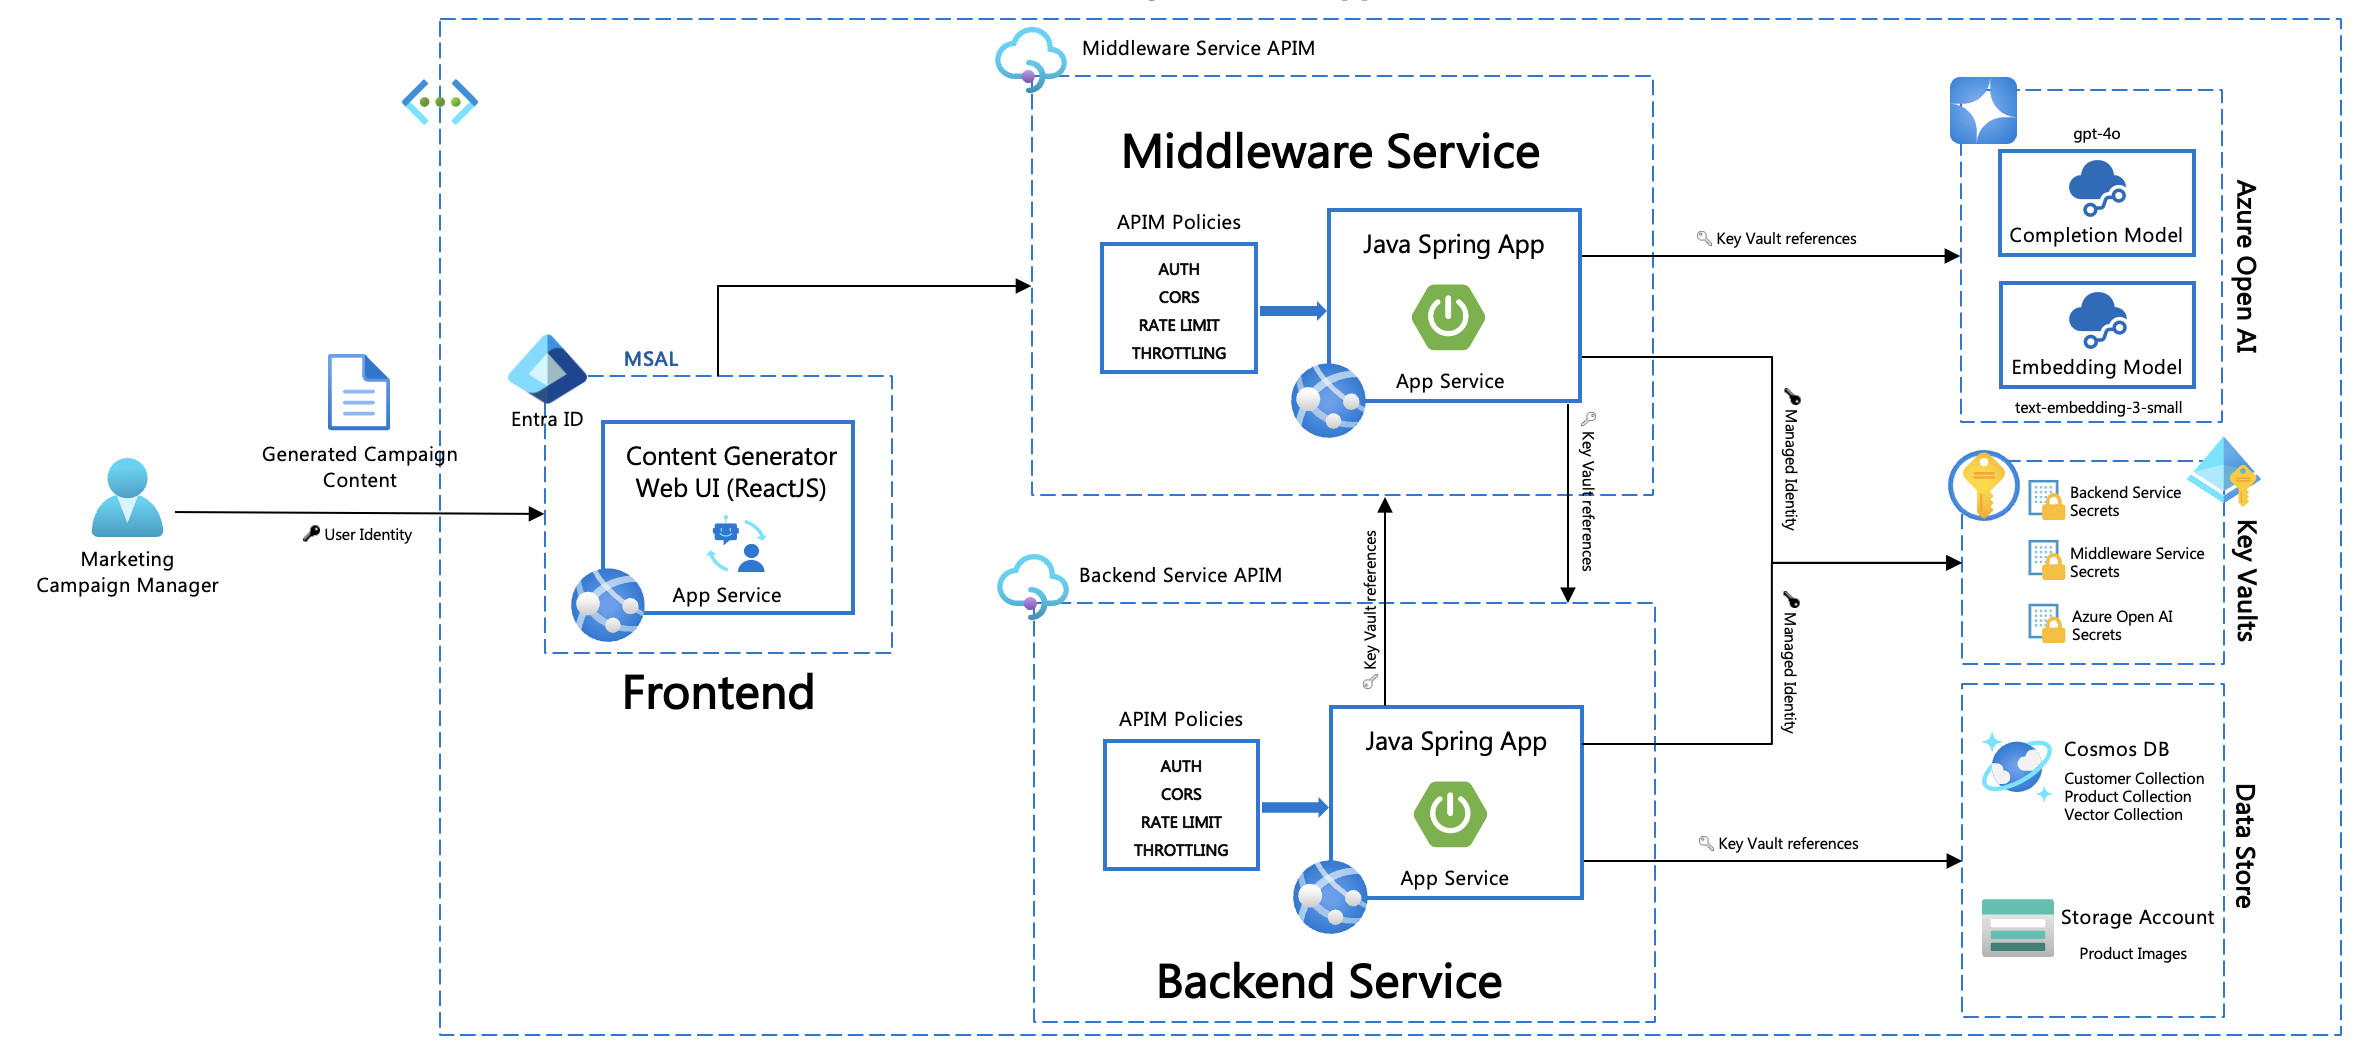 Middleware Service APIM
Middleware Service
APIM Policies
AUTH
CORS
RATE LIMIT
THROTTLING
Java Spring App
App Service
Key Vault references
gpt-4o
Completion Model
Embedding Model
text-embedding-3-small
Azure Open AI
MSAL
Entra ID
Generated Campaign
Content
User Identity
Marketing
Campaign Manager
Content Generator
Web UI (ReactJS)
App Service
Frontend
Key Vault references
Key Vault references
Managed Identity
Managed Identity
Backend Service
Secrets
Middleware Service
Secrets
Azure Open AI
Secrets
Key Vaults
Backend Service APIM
APIM Policies
AUTH
CORS
RATE LIMIT
THROTTLING
Java Spring App
App Service
Backend Service
Key Vault references
Cosmos DB
Customer Collection
Product Collection
Vector Collection
Storage Account
Product Images
Data Store